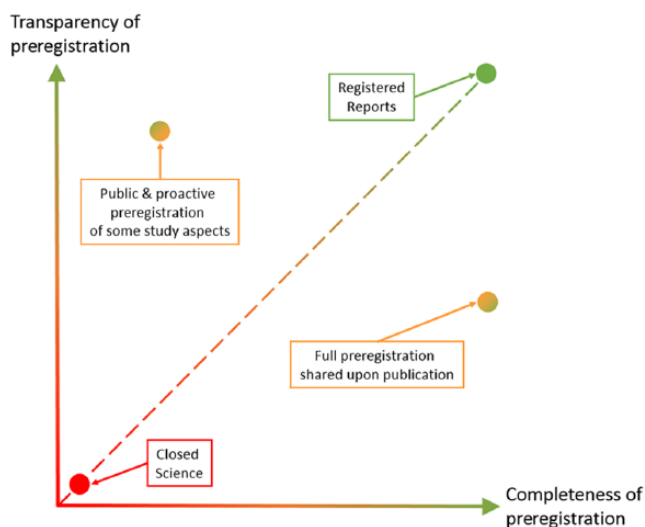 Transparency of
preregistration
Registered
Reports
Public & proactive
preregistration
of some study aspects
Full preregistration
shared upon publication
Closed
Science
Completeness of
preregistration